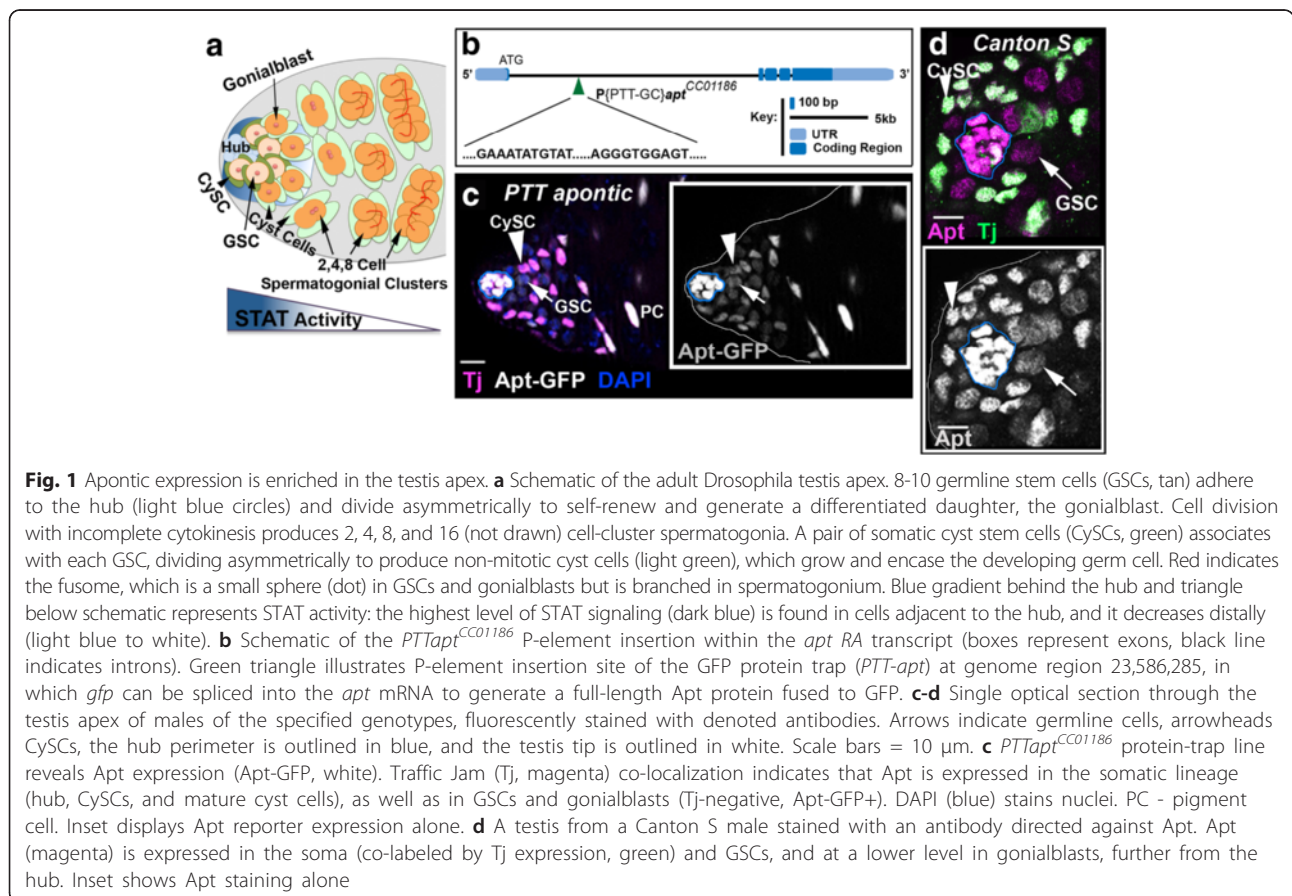 a
Gonialblast
Hub
CySC
GSC
Cyst Cells
2,4,8 Cell
Spermatogonial Clusters
STAT Activity
b
ATG
5'
3'
P{PTT-GC}apt^CC01186
100 bp
Key:
5kb
UTR
Coding Region
....GAAATATGTAT.....AGGGTGGAGT.....
c
PTT apontic
CySC
GSC
PC
Apt-GFP
Tj Apt-GFP DAPI
d
Canton S
CySC
GSC
Apt Tj
Apt
Fig. 1 Apontic expression is enriched in the testis apex. a Schematic of the adult Drosophila testis apex. 8-10 germline stem cells (GSCs, tan) adhere
to the hub (light blue circles) and divide asymmetrically to self-renew and generate a differentiated daughter, the gonialblast. Cell division
with incomplete cytokinesis produces 2, 4, 8, and 16 (not drawn) cell-cluster spermatogonia. A pair of somatic cyst stem cells (CySCs, green) associates
with each GSC, dividing asymmetrically to produce non-mitotic cyst cells (light green), which grow and encase the developing germ cell. Red indicates
the fusome, which is a small sphere (dot) in GSCs and gonialblasts but is branched in spermatogonium. Blue gradient behind the hub and triangle
below schematic represents STAT activity: the highest level of STAT signaling (dark blue) is found in cells adjacent to the hub, and it decreases distally
(light blue to white). b Schematic of the PTTapt^CC01186 P-element insertion within the apt RA transcript (boxes represent exons, black line
indicates introns). Green triangle illustrates P-element insertion site of the GFP protein trap (PTT-apt) at genome region 23,586,285, in
which gfp can be spliced into the apt mRNA to generate a full-length Apt protein fused to GFP. c-d Single optical section through the
testis apex of males of the specified genotypes, fluorescently stained with denoted antibodies. Arrows indicate germline cells, arrowheads
CySCs, the hub perimeter is outlined in blue, and the testis tip is outlined in white. Scale bars = 10 μm. c PTTapt^CC01186 protein-trap line
reveals Apt expression (Apt-GFP, white). Traffic Jam (Tj, magenta) co-localization indicates that Apt is expressed in the somatic lineage
(hub, CySCs, and mature cyst cells), as well as in GSCs and gonialblasts (Tj-negative, Apt-GFP+). DAPI (blue) stains nuclei. PC - pigment
cell. Inset displays Apt reporter expression alone. d A testis from a Canton S male stained with an antibody directed against Apt. Apt
(magenta) is expressed in the soma (co-labeled by Tj expression, green) and GSCs, and at a lower level in gonialblasts, further from the
hub. Inset shows Apt staining alone